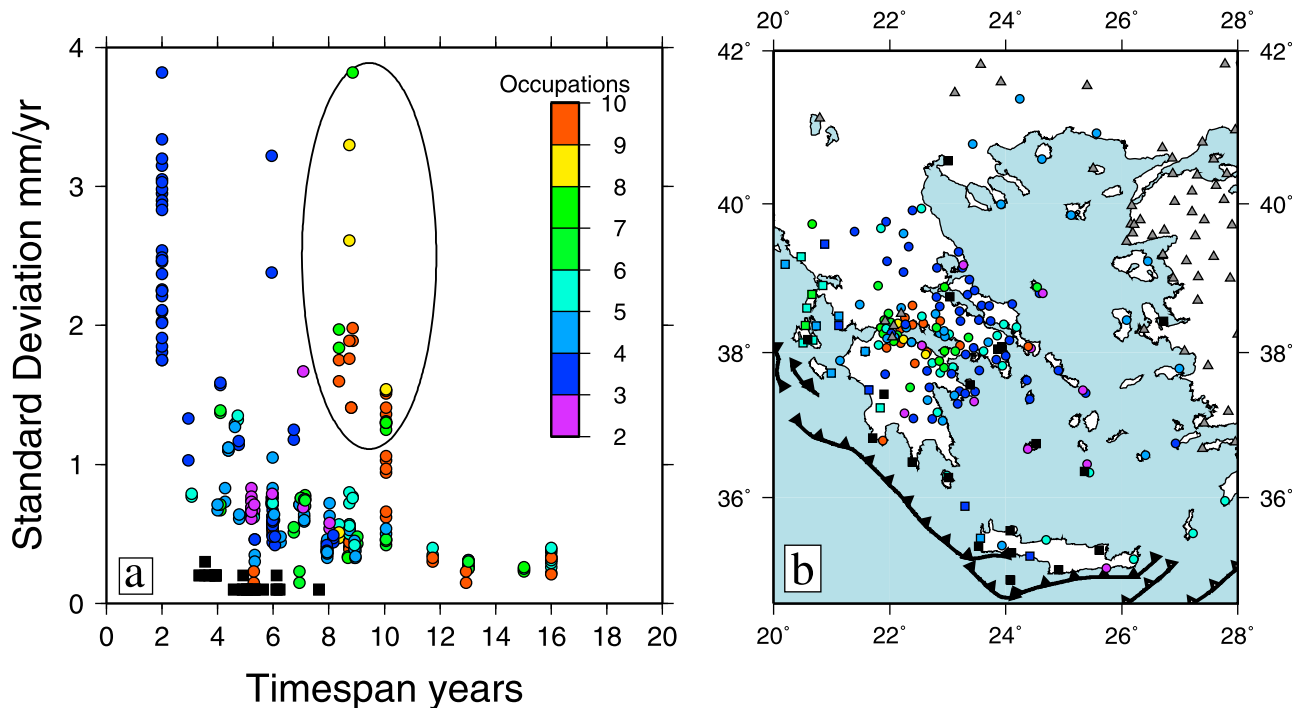 Standard Deviation mm/yr
4
3
2
1
0
0 2 4 6 8 10 12 14 16 18 20
Timespan years
Occupations
10
9
8
7
6
5
4
3
2
a
20° 22° 24° 26° 28°
42° 42°
40° 40°
38° 38°
36° 36°
20° 22° 24° 26° 28°
b